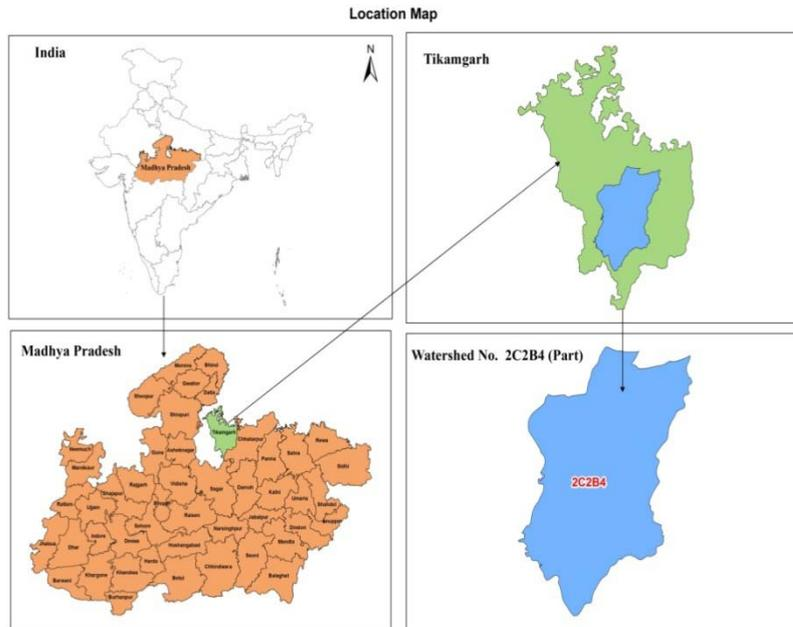 Location Map
India
N
Madhya Pradesh
Tikamgarh
Madhya Pradesh
Morena
Bhind
Gwalior
Datia
Sheopur
Shivpuri
Tikamgarh
Chhatarpur
Rewa
Satna
Panna
Sidhi
Guna
Ashoknagar
Neemuch
Mandsaur
Vidisha
Sagar
Damoh
Katni
Umaria
Shahdol
Rajgarh
Shajapur
Ratlam
Ujjain
Raisen
Jabalpur
Narsinghpur
Dindori
Mandla
Sehore
Indore
Dewas
Jhabua
Dhar
Hoshangabad
Harda
Seoni
Chhindwara
Balaghat
Betul
Khandwa
Khargone
Barwani
Burhanpur
Watershed No. 2C2B4 (Part)
2C2B4